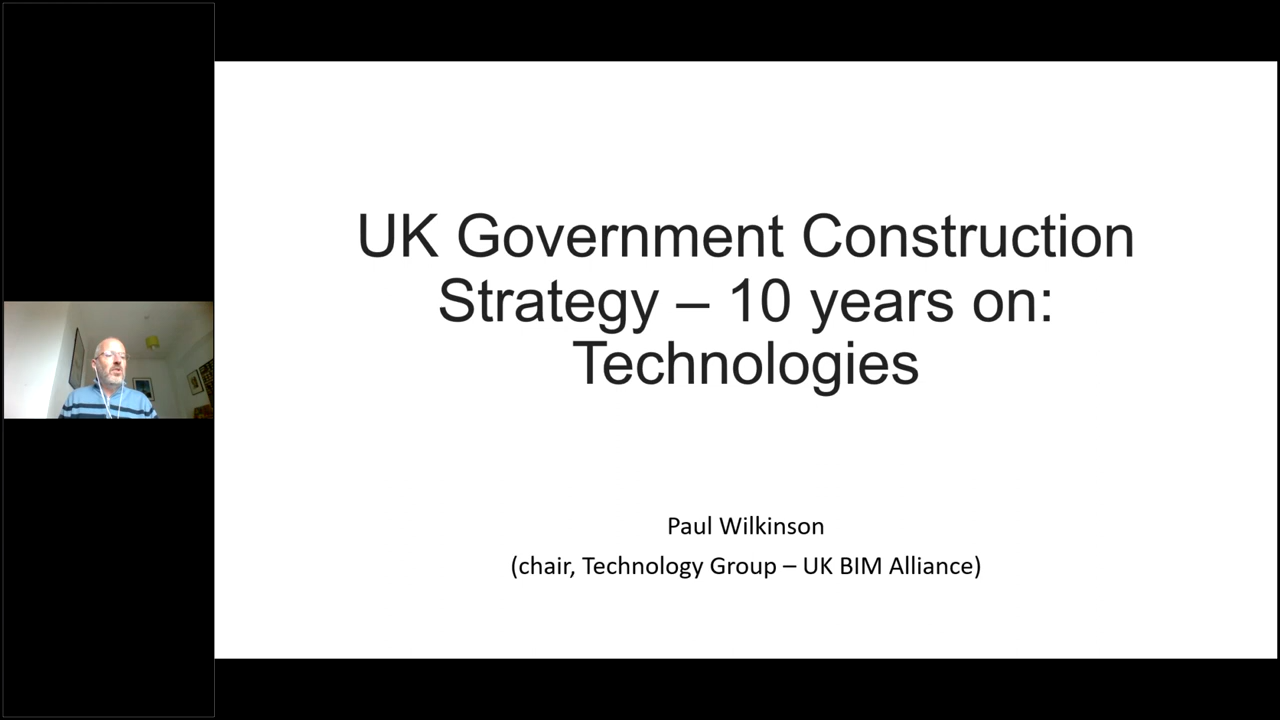 UK Government Construction
Strategy – 10 years on:
Technologies
Paul Wilkinson
(chair, Technology Group – UK BIM Alliance)